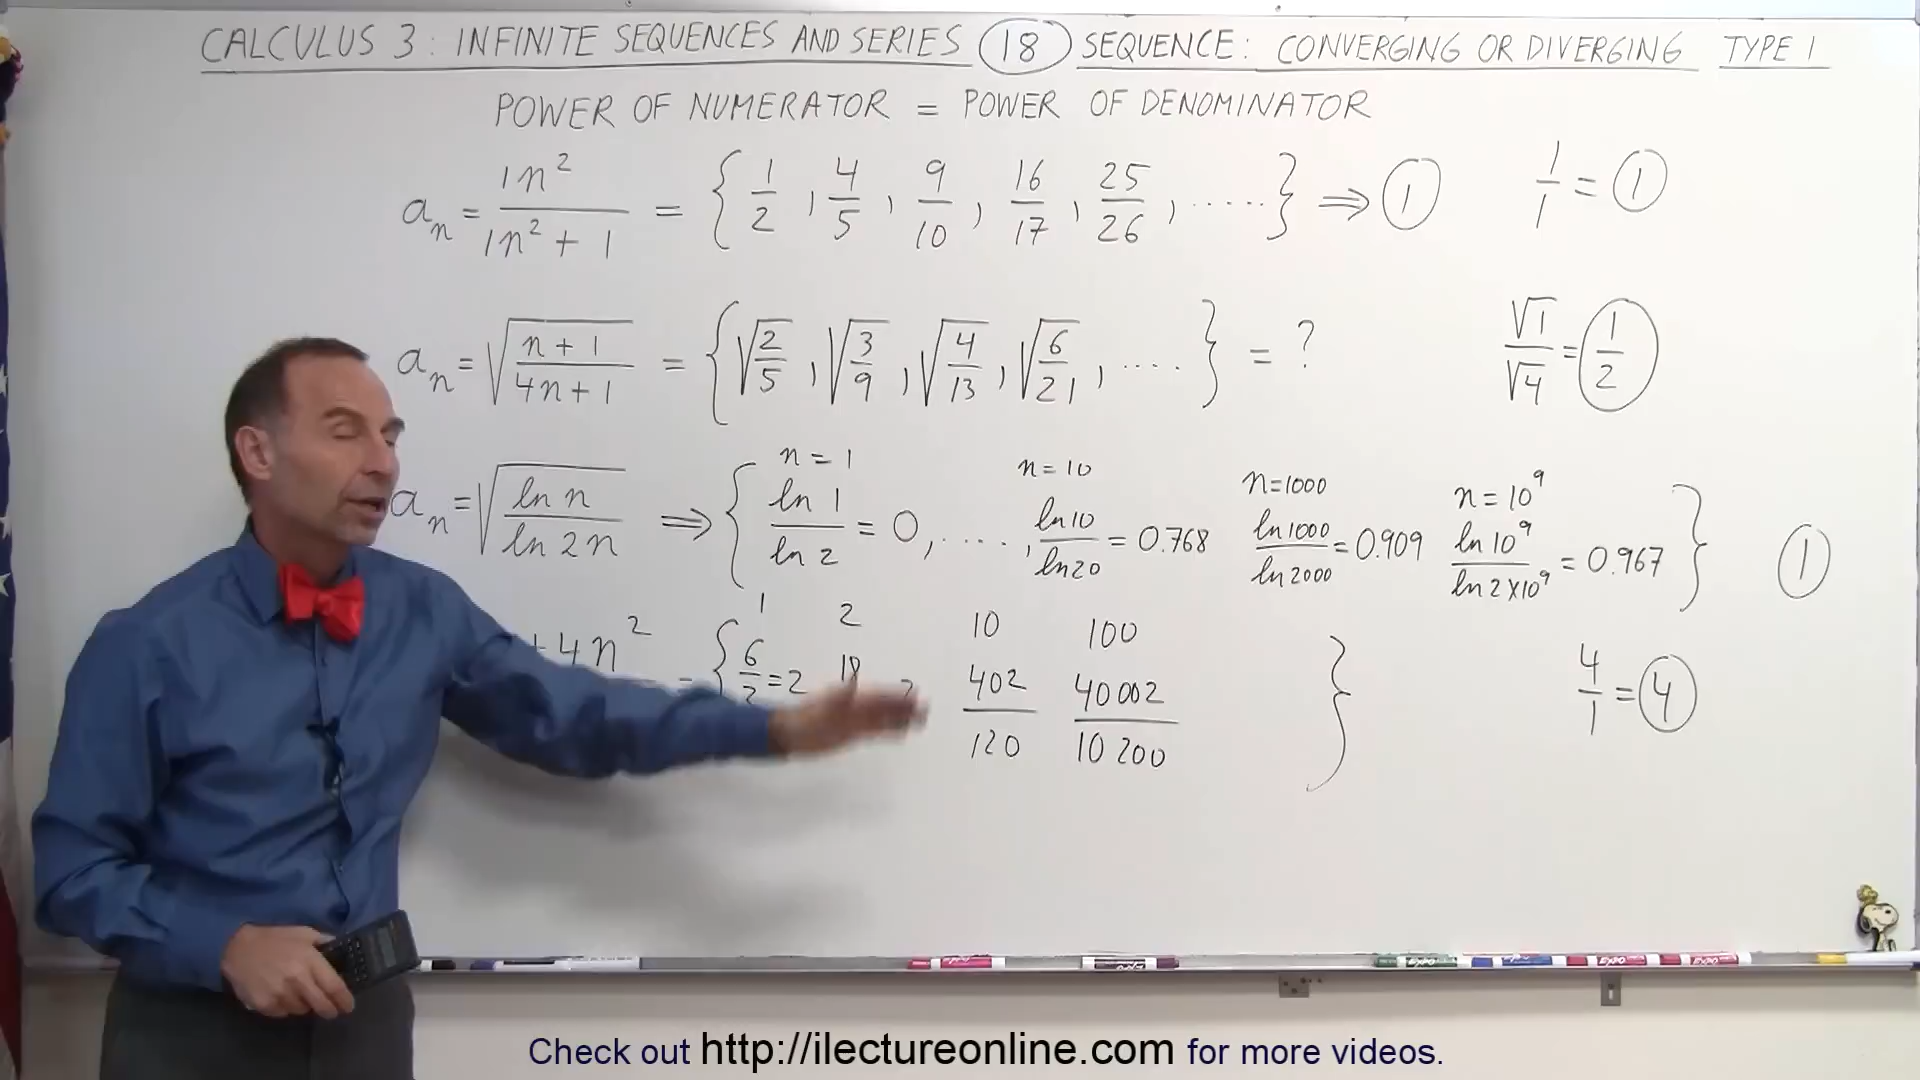 CALCULUS 3: INFINITE SEQUENCES AND SERIES (18) SEQUENCE: CONVERGING OR DIVERGING TYPE 1
POWER OF NUMERATOR = POWER OF DENOMINATOR
aₙ = 1n²/(1n² + 1) = {1/2, 4/5, 9/10, 16/17, 25/26, .....} ⇒ 1 1/1 = 1
aₙ = √((n+1)/(4n+1)) = {√(2/5), √(3/9), √(4/13), √(6/21), ....} = ? √1/√4 = 1/2
n = 1 n = 10 n=1000 n = 10⁹
aₙ = √(ln n/ln 2n) ⇒ {ln 1/ln 2 = 0, ....., ln10/ln20 = 0.768 ln1000/ln2000 = 0.909 ln 10⁹/ln 2×10⁹ = 0.967} 1
1 2 10 100
+ 4n² = {6/3 = 2 18 402/120 40002/10200} 4/1 = 4
Check out http://ilectureonline.com for more videos.